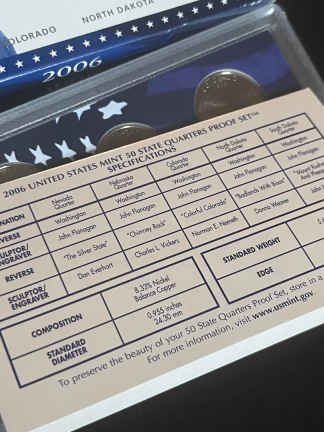 COLORADO NORTH DAKOTA
2006
2006 UNITED STATES MINT 50 STATE QUARTERS PROOF SET™
SPECIFICATIONS
Nevada Quarter Nebraska Quarter Colorado Quarter North Dakota Quarter South Dakota Quarter
Washington Washington Washington Washington Washington
John Flanagan John Flanagan John Flanagan John Flanagan John Flanagan
REVERSE "The Silver State" "Chimney Rock" "Colorful Colorado" "Badlands With Bison"
SCULPTOR/ENGRAVER Don Everhart Charles L. Vickers Norman E. Nemeth Donna Weaver
COMPOSITION 8.33% Nickel Balance Copper STANDARD WEIGHT
STANDARD DIAMETER 0.955 inches 24.30 mm EDGE
To preserve the beauty of your 50 State Quarters Proof Set, store in a
For more information, visit www.usmint.gov.